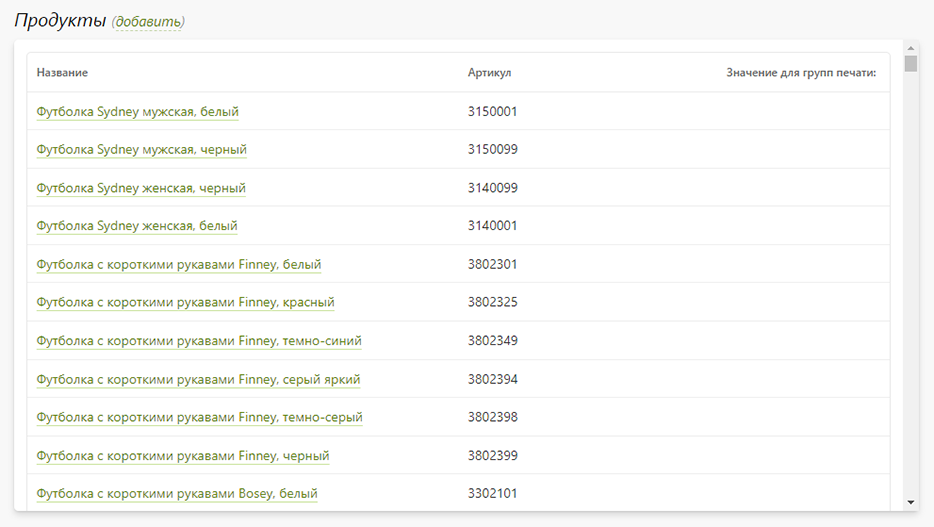 Продукты (добавить)
Название Артикул Значение для групп печати:
Футболка Sydney мужская, белый 3150001
Футболка Sydney мужская, черный 3150099
Футболка Sydney женская, черный 3140099
Футболка Sydney женская, белый 3140001
Футболка с короткими рукавами Finney, белый 3802301
Футболка с короткими рукавами Finney, красный 3802325
Футболка с короткими рукавами Finney, темно-синий 3802349
Футболка с короткими рукавами Finney, серый яркий 3802394
Футболка с короткими рукавами Finney, темно-серый 3802398
Футболка с короткими рукавами Finney, черный 3802399
Футболка с короткими рукавами Bosey, белый 3302101